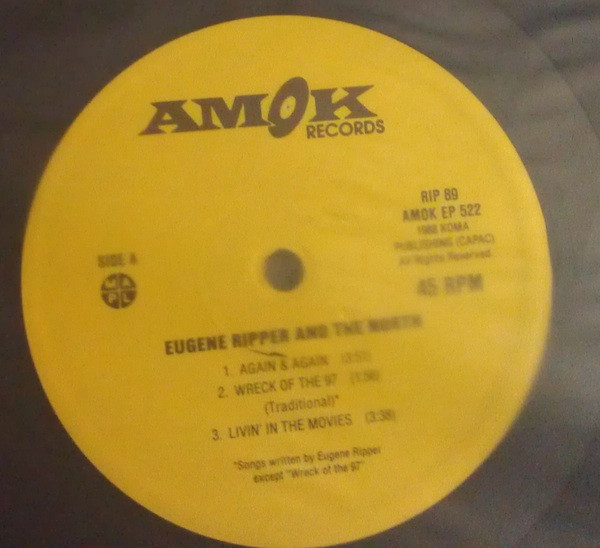 AMOK
RECORDS
RIP 89
AMOK EP 522
KOMA
PUBLISHING (CAPAC)
All Rights Reserved.
SIDE A
M A
P L
45 RPM
EUGENE RIPPER AND THE NORTH
1. AGAIN & AGAIN
2. WRECK OF THE 97
(Traditional)*
3. LIVIN' IN THE MOVIES (3:38)
"Songs written by Eugene Ripper
except "Wreck of the 97"